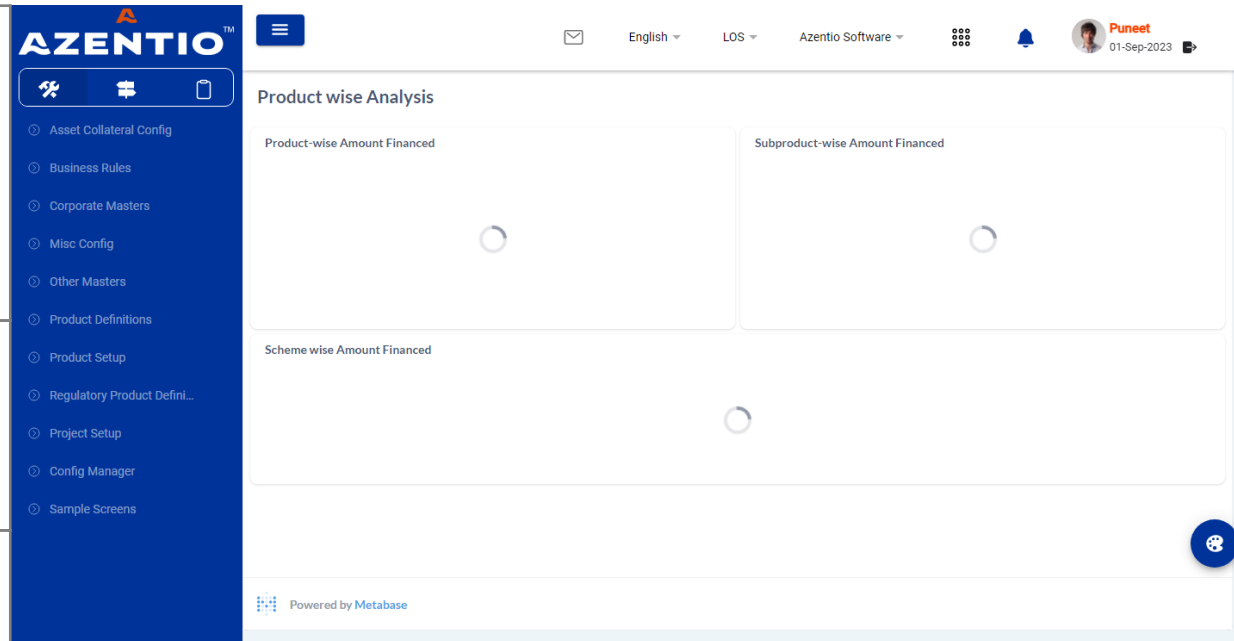 AZENTIO™
English
LOS
Azentio Software
Puneet
01-Sep-2023
Asset Collateral Config
Business Rules
Corporate Masters
Misc Config
Other Masters
Product Definitions
Product Setup
Regulatory Product Defini...
Project Setup
Config Manager
Sample Screens
Product wise Analysis
Product-wise Amount Financed
Subproduct-wise Amount Financed
Scheme wise Amount Financed
Powered by Metabase